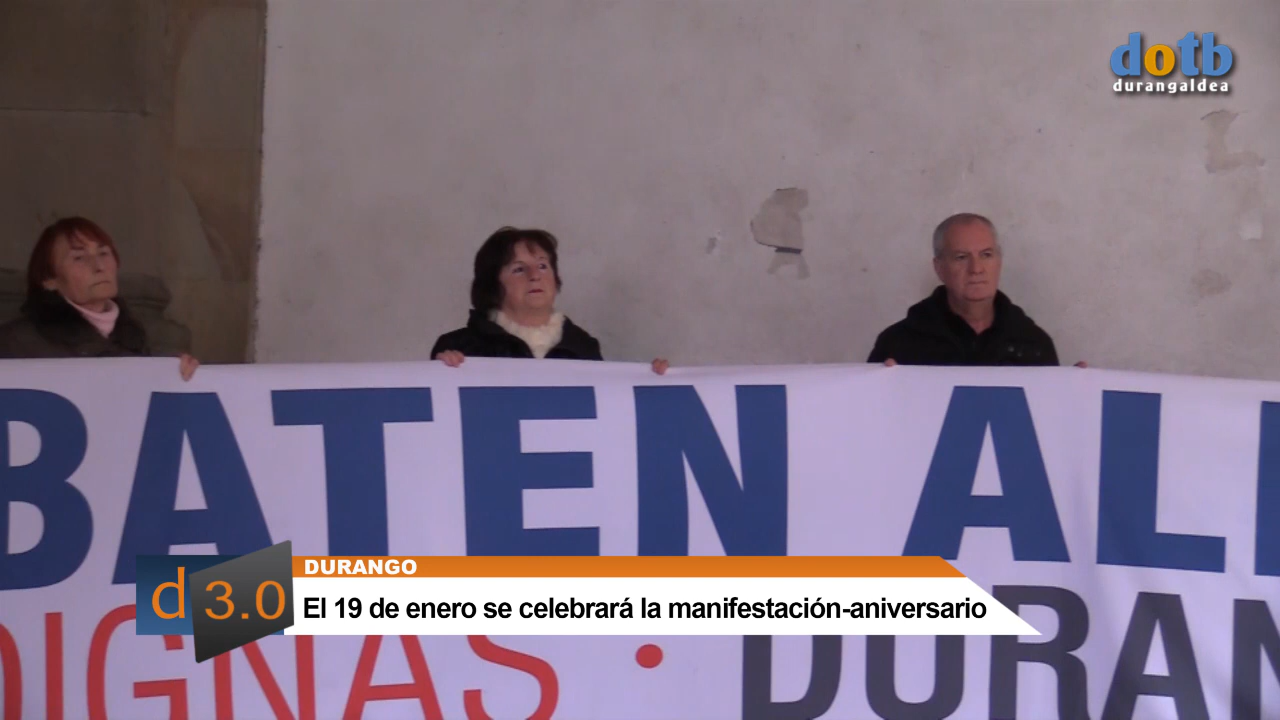 dotb
durangaldea
BATEN AL
DURANGO
d 3.0
El 19 de enero se celebrará la manifestación-aniversario
DIGNAS · DURAN